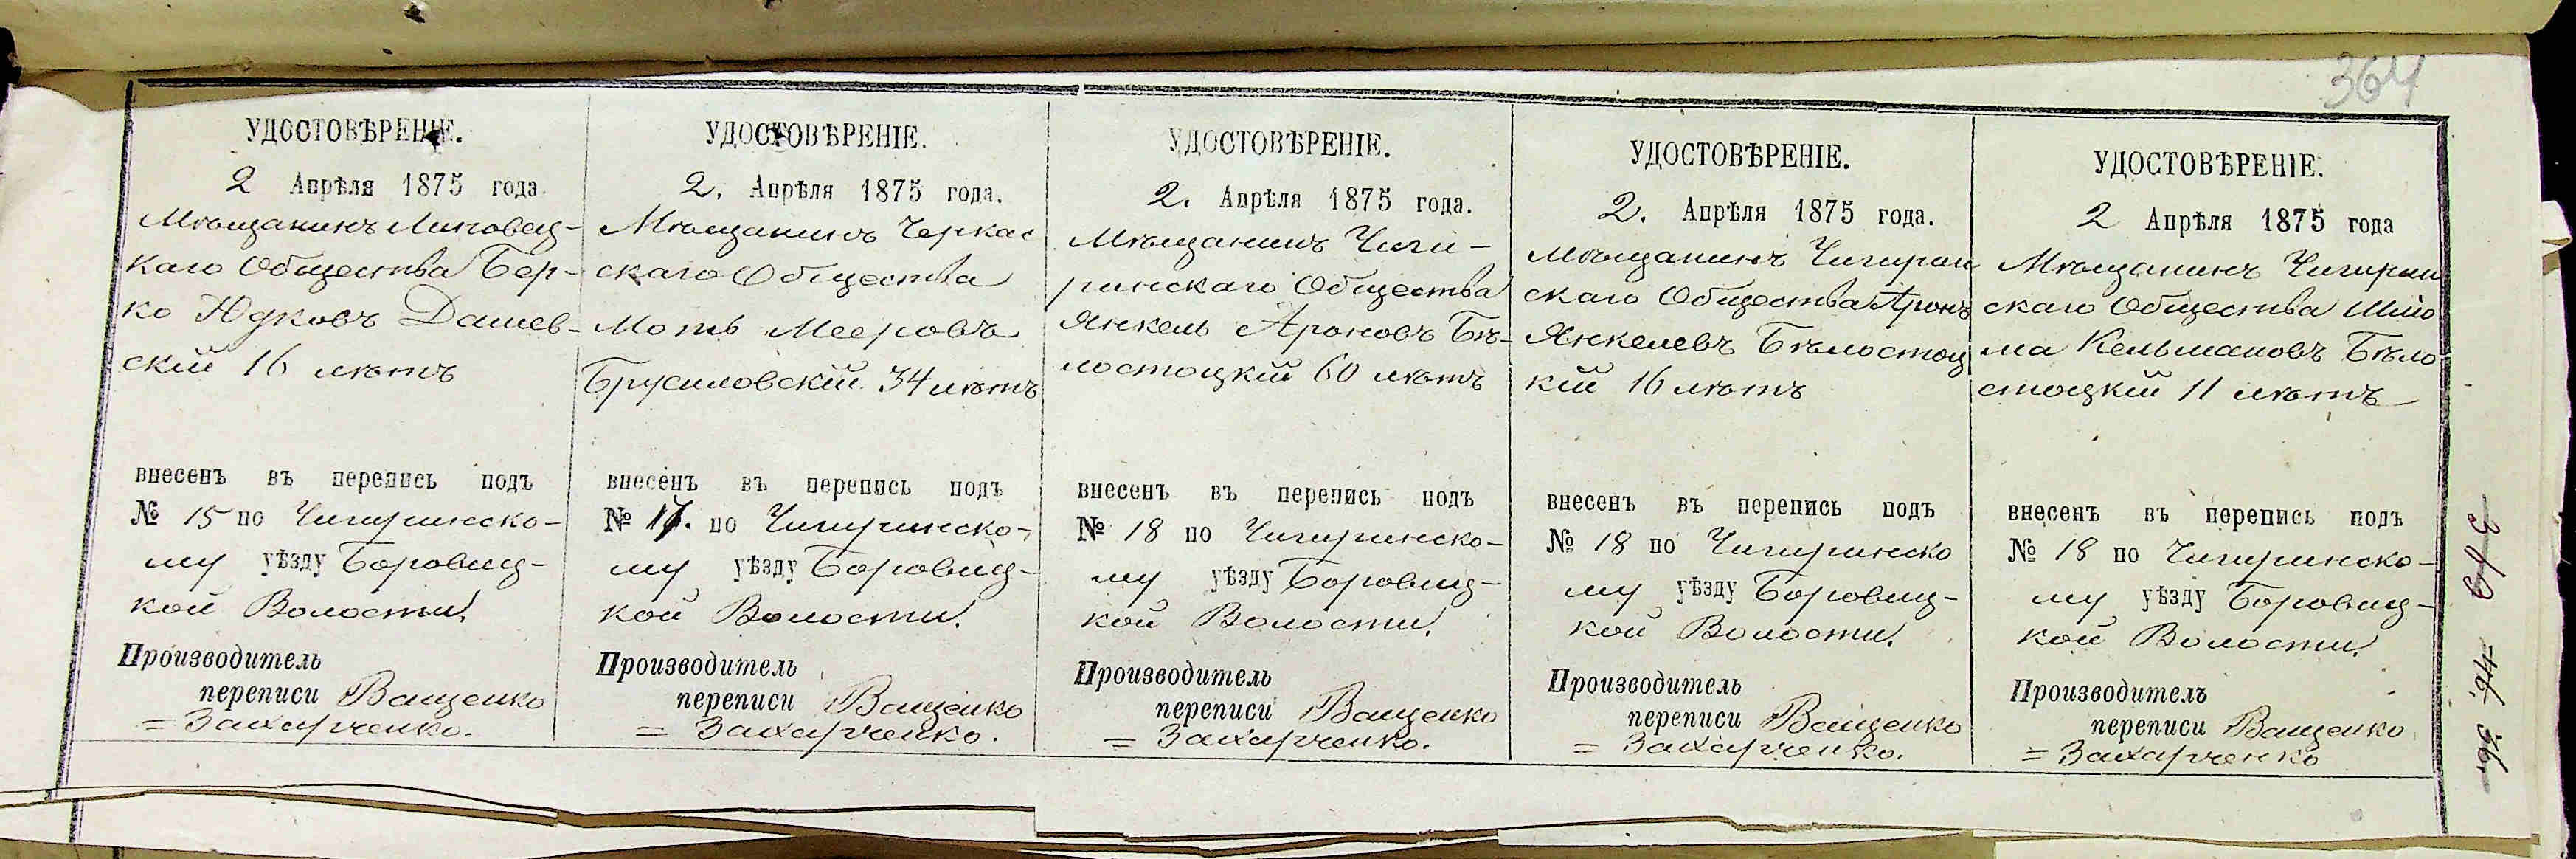 364
УДОСТОВѢРЕНІЕ.
2 Апрѣля 1875 года.
Мѣщанинъ Липовец-
каго Общества Бер-
ко Юдковъ Дашев-
скій 16 лѣтъ
внесенъ въ перепись подъ
№ 15 по Чигиринско-
му уѣзду Боровиц-
кой Волости.
Производитель
переписи Ващенко
= Захарченко.
УДОСТОВѢРЕНІЕ.
2. Апрѣля 1875 года.
Мѣщанинъ Черкас
скаго Общества
Моть Мееровъ
Брусиловскій 34 лѣтъ
внесенъ въ перепись подъ
№ 17. по Чигиринско-
му уѣзду Боровиц-
кой Волости.
Производитель
переписи Ващенко
= Захарченко.
УДОСТОВѢРЕНІЕ.
2. Апрѣля 1875 года.
Мѣщанинъ Чиги-
ринскаго Общества
Янкель Ароновъ Бѣ-
лостоцкій 60 лѣтъ
внесенъ въ перепись подъ
№ 18 по Чигиринско-
му уѣзду Боровиц-
кой Волости.
Производитель
переписи Ващенко
= Захарченко.
УДОСТОВѢРЕНІЕ.
2. Апрѣля 1875 года.
Мѣщанинъ Чигирин
скаго Общества Аронъ
Янкелевъ Бѣлостоц
кій 16 лѣтъ
внесенъ въ перепись подъ
№ 18 по Чигиринско
му уѣзду Боровиц-
кой Волости.
Производитель
переписи Ващенко
= Захарченко.
УДОСТОВѢРЕНІЕ.
2 Апрѣля 1875 года
Мѣщанинъ Чигирин
скаго Общества Шлио
ма Кельмановъ Бѣло
стоцкій 11 лѣтъ
внесенъ въ перепись подъ
№ 18 по Чигиринско-
му уѣзду Боровиц-
кой Волости.
Производитель
переписи Ващенко
= Захарченко